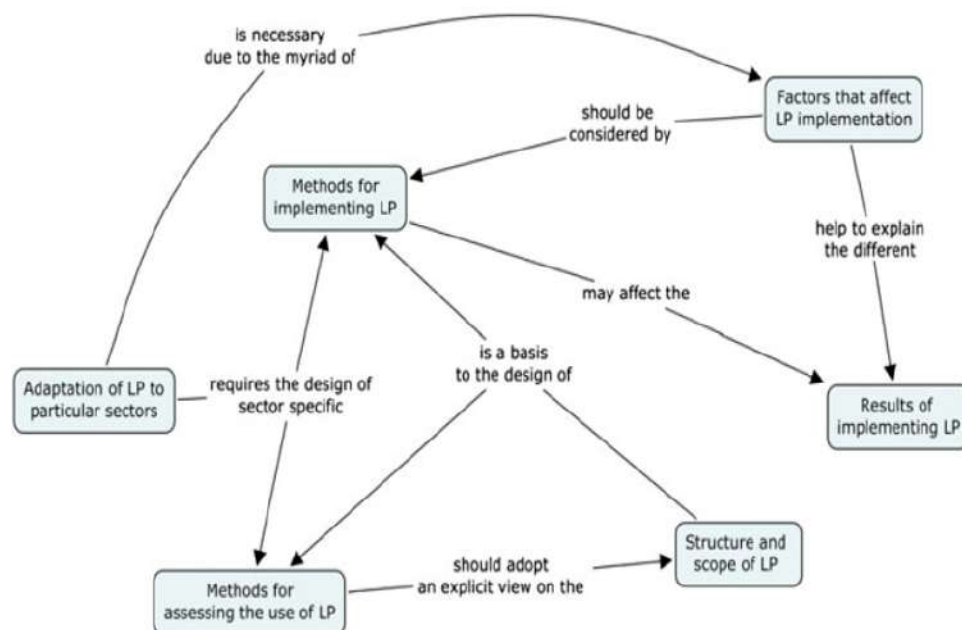 is necessary
due to the myriad of
Factors that affect
LP implementation
should be
considered by
Methods for
implementing LP
help to explain
the different
may affect the
is a basis
to the design of
Adaptation of LP to
particular sectors
requires the design of
sector specific
Results of
implementing LP
Structure and
scope of LP
should adopt
an explicit view on the
Methods for
assessing the use of LP